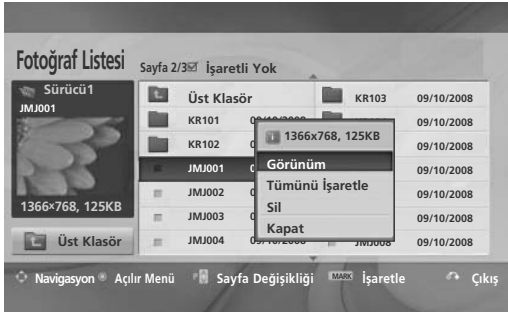 Fotoğraf Listesi
Sayfa 2/3 İşaretli Yok
Sürücü1
JMJ001
1366×768, 125KB
Üst Klasör
Üst Klasör
KR101
KR102
JMJ001
JMJ002
JMJ003
JMJ004
KR103 09/10/2008
09/10/2008
09/10/2008
09/10/2008
09/10/2008
09/10/2008
JMJ008 09/10/2008
1366x768, 125KB
Görünüm
Tümünü İşaretle
Sil
Kapat
Navigasyon Açılır Menü Sayfa Değişikliği MARK İşaretle Çıkış